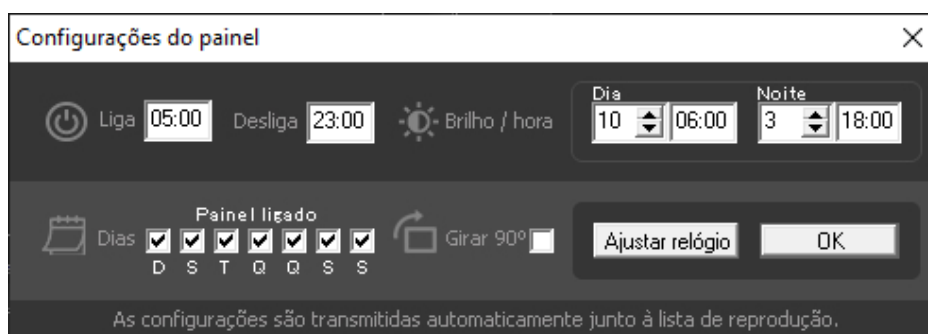 Configurações do painel
Liga 05:00 Desliga 23:00 Brilho / hora
Dia Noite
10 06:00 3 18:00
Painel ligado
Dias Girar 90º Ajustar relógio OK
D S T Q Q S S
As configurações são transmitidas automaticamente junto à lista de reprodução.